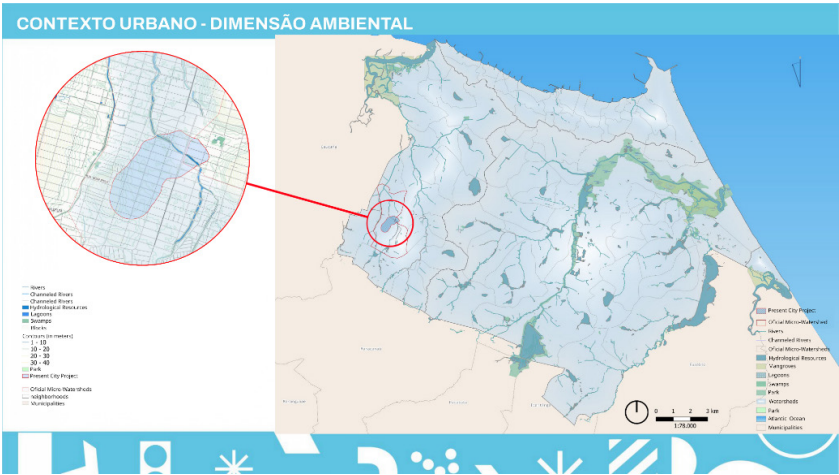 CONTEXTO URBANO - DIMENSÃO AMBIENTAL
Rivers
Channeled Rivers
Channeled Rivers
Hydrological Resources
Lagoons
Swamps
Blocks
Contours (in meters)
1 - 10
10 - 20
20 - 30
30 - 40
Park
Present City Project
Oficial Micro-Watersheds
neighborhoods
Municipalities
Present City Project
Oficial Micro-Watershed
Rivers
Channeled Rivers
Oficial Micro-Watersheds
Hydrological Resources
Mangroves
Lagoons
Swamps
Park
Watersheds
Park
Atlantic Ocean
Municipalities
0 1 2 3 km
1:78.000